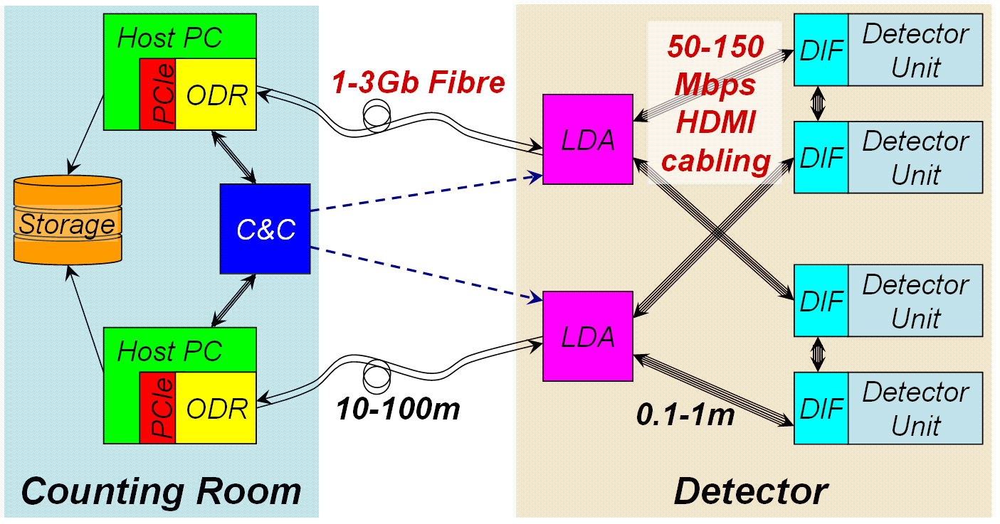 Host PC
PCIe
ODR
1-3Gb Fibre
Storage
C&C
Host PC
PCIe
ODR
10-100m
Counting Room
LDA
50-150
Mbps
HDMI
cabling
LDA
0.1-1m
DIF
Detector
Unit
DIF
Detector
Unit
DIF
Detector
Unit
DIF
Detector
Unit
Detector